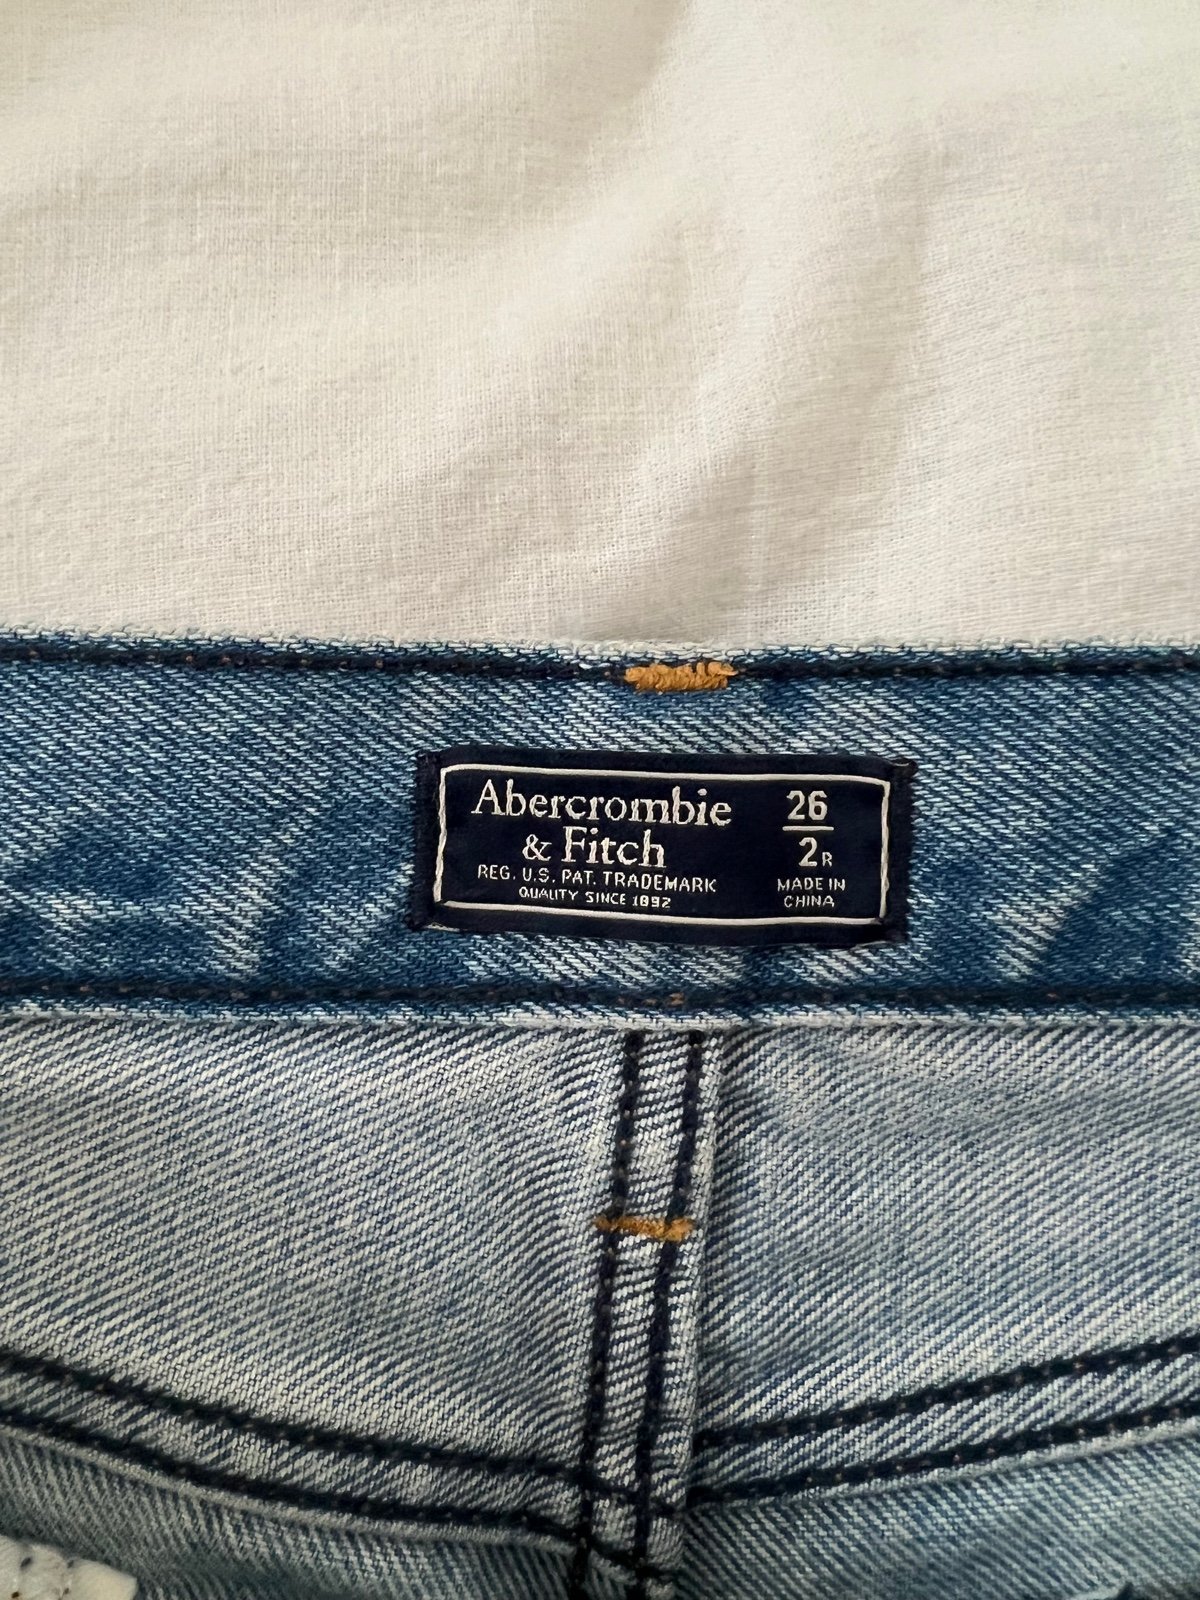 Abercrombie
& Fitch
REG. U.S. PAT. TRADEMARK
QUALITY SINCE 1892
26
2R
MADE IN
CHINA